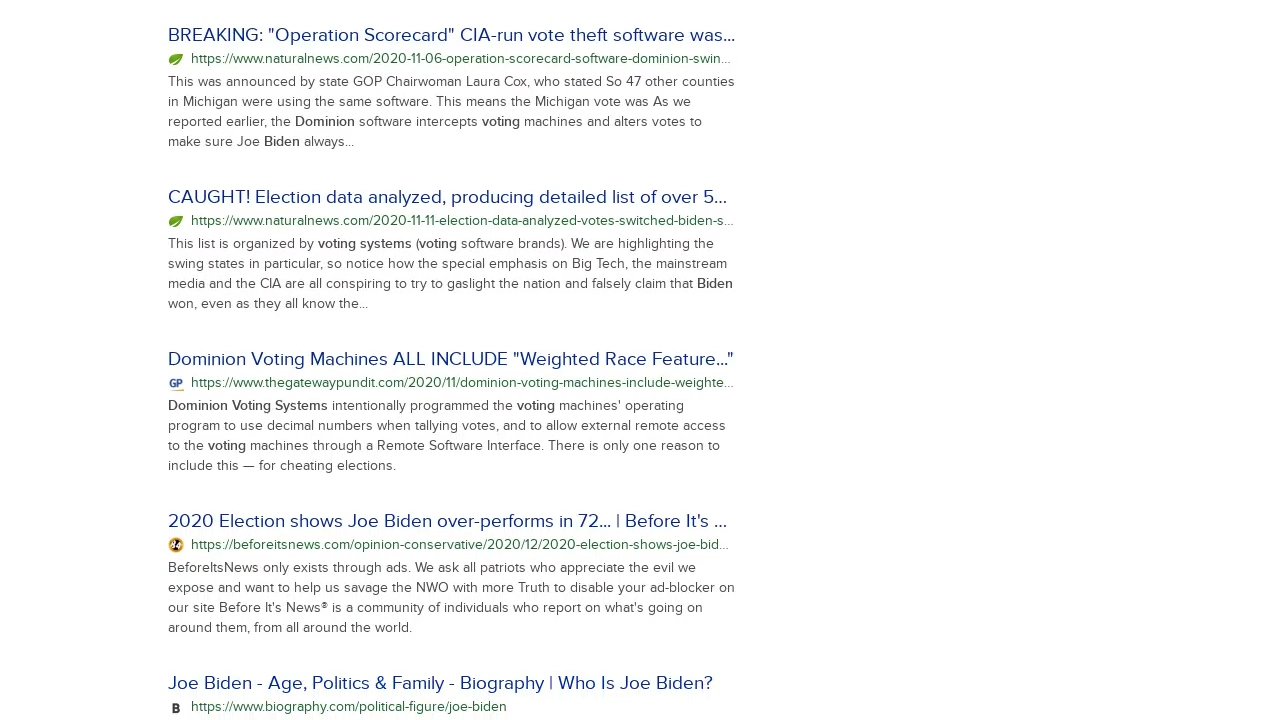 BREAKING: "Operation Scorecard" CIA-run vote theft software was...
https://www.naturalnews.com/2020-11-06-operation-scorecard-software-dominion-swin...
This was announced by state GOP Chairwoman Laura Cox, who stated So 47 other counties
in Michigan were using the same software. This means the Michigan vote was As we
reported earlier, the Dominion software intercepts voting machines and alters votes to
make sure Joe Biden always...
CAUGHT! Election data analyzed, producing detailed list of over 5...
https://www.naturalnews.com/2020-11-11-election-data-analyzed-votes-switched-biden-s...
This list is organized by voting systems (voting software brands). We are highlighting the
swing states in particular, so notice how the special emphasis on Big Tech, the mainstream
media and the CIA are all conspiring to try to gaslight the nation and falsely claim that Biden
won, even as they all know the...
Dominion Voting Machines ALL INCLUDE "Weighted Race Feature..."
GP https://www.thegatewaypundit.com/2020/11/dominion-voting-machines-include-weighte...
Dominion Voting Systems intentionally programmed the voting machines' operating
program to use decimal numbers when tallying votes, and to allow external remote access
to the voting machines through a Remote Software Interface. There is only one reason to
include this — for cheating elections.
2020 Election shows Joe Biden over-performs in 72... | Before It's ...
https://beforeitsnews.com/opinion-conservative/2020/12/2020-election-shows-joe-bid...
BeforeItsNews only exists through ads. We ask all patriots who appreciate the evil we
expose and want to help us savage the NWO with more Truth to disable your ad-blocker on
our site Before It's News® is a community of individuals who report on what's going on
around them, from all around the world.
Joe Biden - Age, Politics & Family - Biography | Who Is Joe Biden?
B https://www.biography.com/political-figure/joe-biden